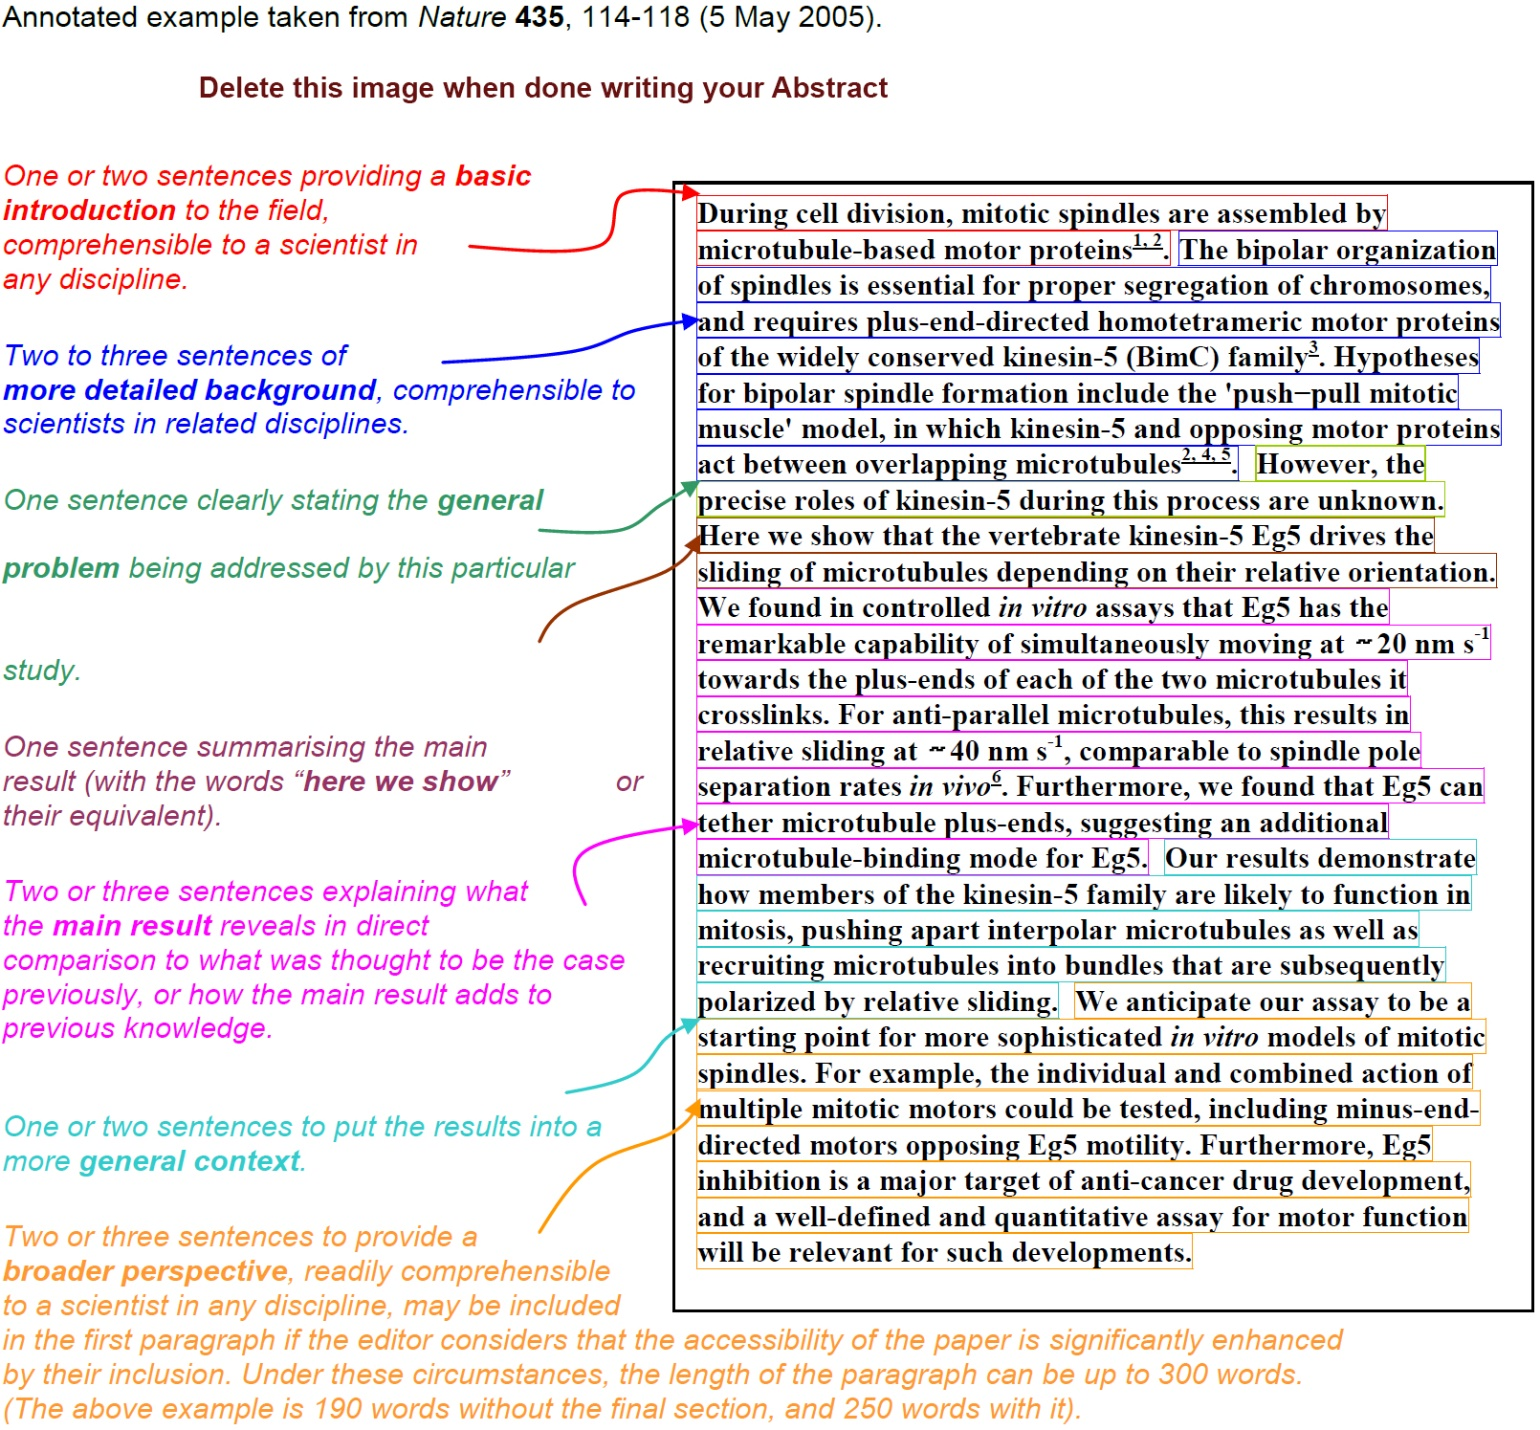 Annotated example taken from Nature 435, 114-118 (5 May 2005).
Delete this image when done writing your Abstract
One or two sentences providing a basic
introduction to the field,
comprehensible to a scientist in
any discipline.
Two to three sentences of
more detailed background, comprehensible to
scientists in related disciplines.
One sentence clearly stating the general
problem being addressed by this particular
study.
One sentence summarising the main
result (with the words “here we show” or
their equivalent).
Two or three sentences explaining what
the main result reveals in direct
comparison to what was thought to be the case
previously, or how the main result adds to
previous knowledge.
One or two sentences to put the results into a
more general context.
Two or three sentences to provide a
broader perspective, readily comprehensible
to a scientist in any discipline, may be included
in the first paragraph if the editor considers that the accessibility of the paper is significantly enhanced
by their inclusion. Under these circumstances, the length of the paragraph can be up to 300 words.
(The above example is 190 words without the final section, and 250 words with it).
During cell division, mitotic spindles are assembled by
microtubule-based motor proteins1, 2. The bipolar organization
of spindles is essential for proper segregation of chromosomes,
and requires plus-end-directed homotetrameric motor proteins
of the widely conserved kinesin-5 (BimC) family3. Hypotheses
for bipolar spindle formation include the 'push–pull mitotic
muscle' model, in which kinesin-5 and opposing motor proteins
act between overlapping microtubules2, 4, 5. However, the
precise roles of kinesin-5 during this process are unknown.
Here we show that the vertebrate kinesin-5 Eg5 drives the
sliding of microtubules depending on their relative orientation.
We found in controlled in vitro assays that Eg5 has the
remarkable capability of simultaneously moving at ~20 nm s-1
towards the plus-ends of each of the two microtubules it
crosslinks. For anti-parallel microtubules, this results in
relative sliding at ~40 nm s-1, comparable to spindle pole
separation rates in vivo6. Furthermore, we found that Eg5 can
tether microtubule plus-ends, suggesting an additional
microtubule-binding mode for Eg5. Our results demonstrate
how members of the kinesin-5 family are likely to function in
mitosis, pushing apart interpolar microtubules as well as
recruiting microtubules into bundles that are subsequently
polarized by relative sliding. We anticipate our assay to be a
starting point for more sophisticated in vitro models of mitotic
spindles. For example, the individual and combined action of
multiple mitotic motors could be tested, including minus-end-
directed motors opposing Eg5 motility. Furthermore, Eg5
inhibition is a major target of anti-cancer drug development,
and a well-defined and quantitative assay for motor function
will be relevant for such developments.